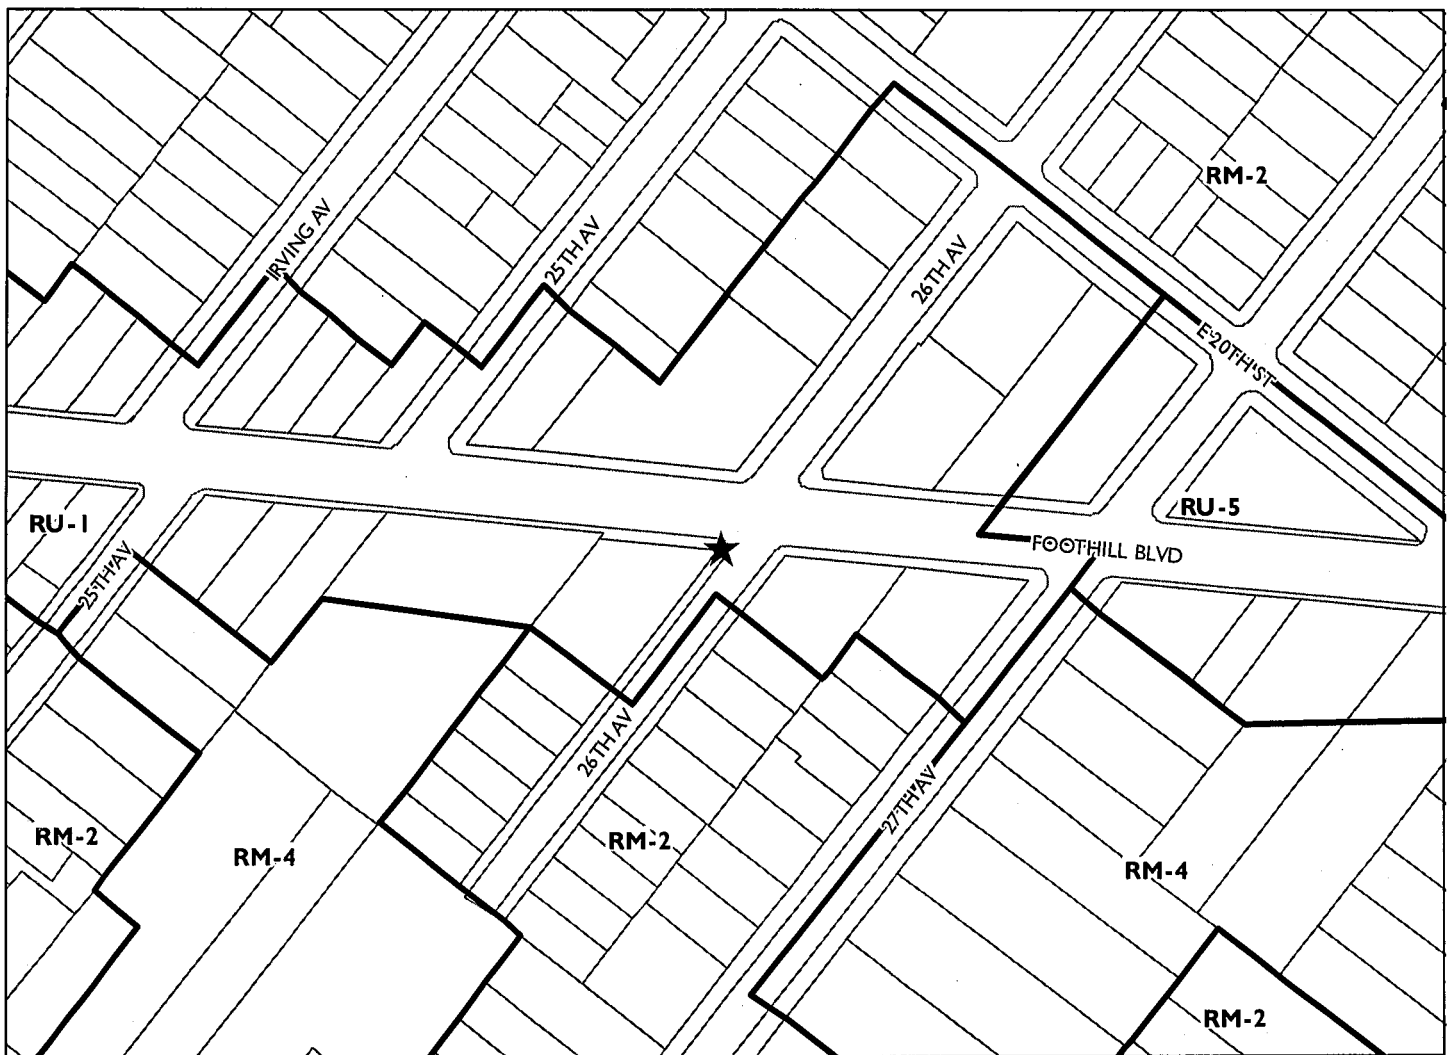 RM-2
IRVING AV
25TH AV
26TH AV
E 20TH ST
RU-5
RU-1
FOOTHILL BLVD
25TH AV
26TH AV
27TH AV
RM-2
RM-2
RM-4
RM-4
RM-2